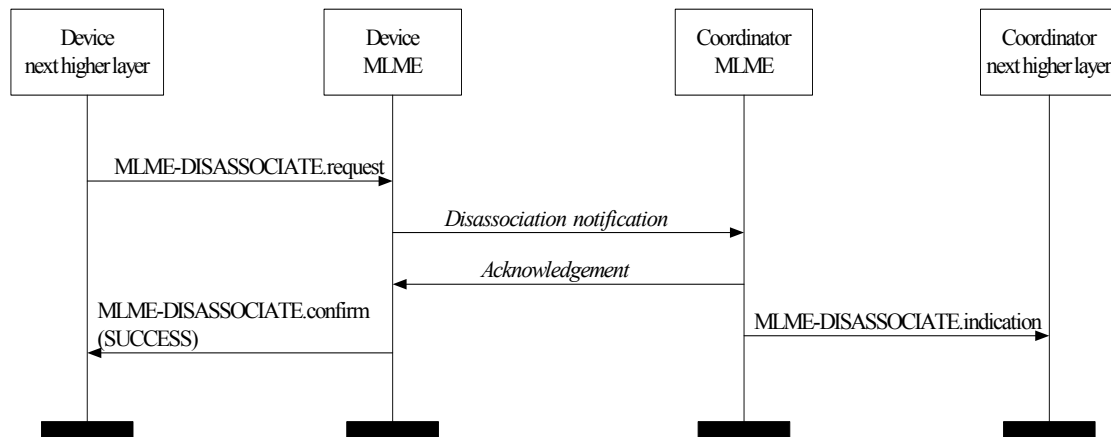 Device
next higher layer
Device
MLME
Coordinator
MLME
Coordinator
next higher layer
MLME-DISASSOCIATE.request
Disassociation notification
Acknowledgement
MLME-DISASSOCIATE.confirm
(SUCCESS)
MLME-DISASSOCIATE.indication